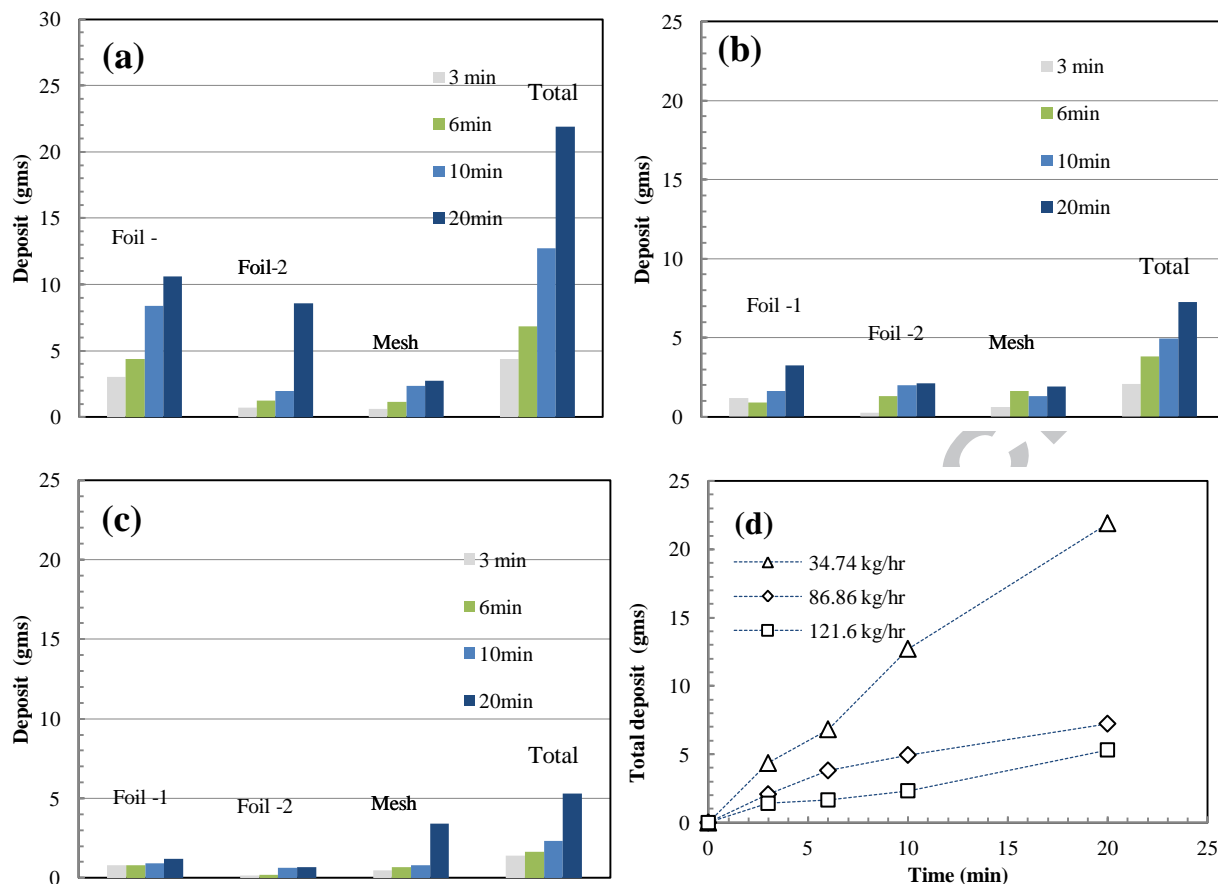 (a)
30
25
20
15
10
5
0
Deposit (gms)
3 min
6min
10min
20min
Foil -
Foil-2
Mesh
Total
(b)
25
20
15
10
5
0
Deposit (gms)
3 min
6min
10min
20min
Foil -1
Foil -2
Mesh
Total
(c)
25
20
15
10
5
0
Deposit (gms)
3 min
6min
10min
20min
Foil -1
Foil -2
Mesh
Total
(d)
25
20
15
10
5
0
Total deposit (gms)
34.74 kg/hr
86.86 kg/hr
121.6 kg/hr
0 5 10 15 20 25
Time (min)